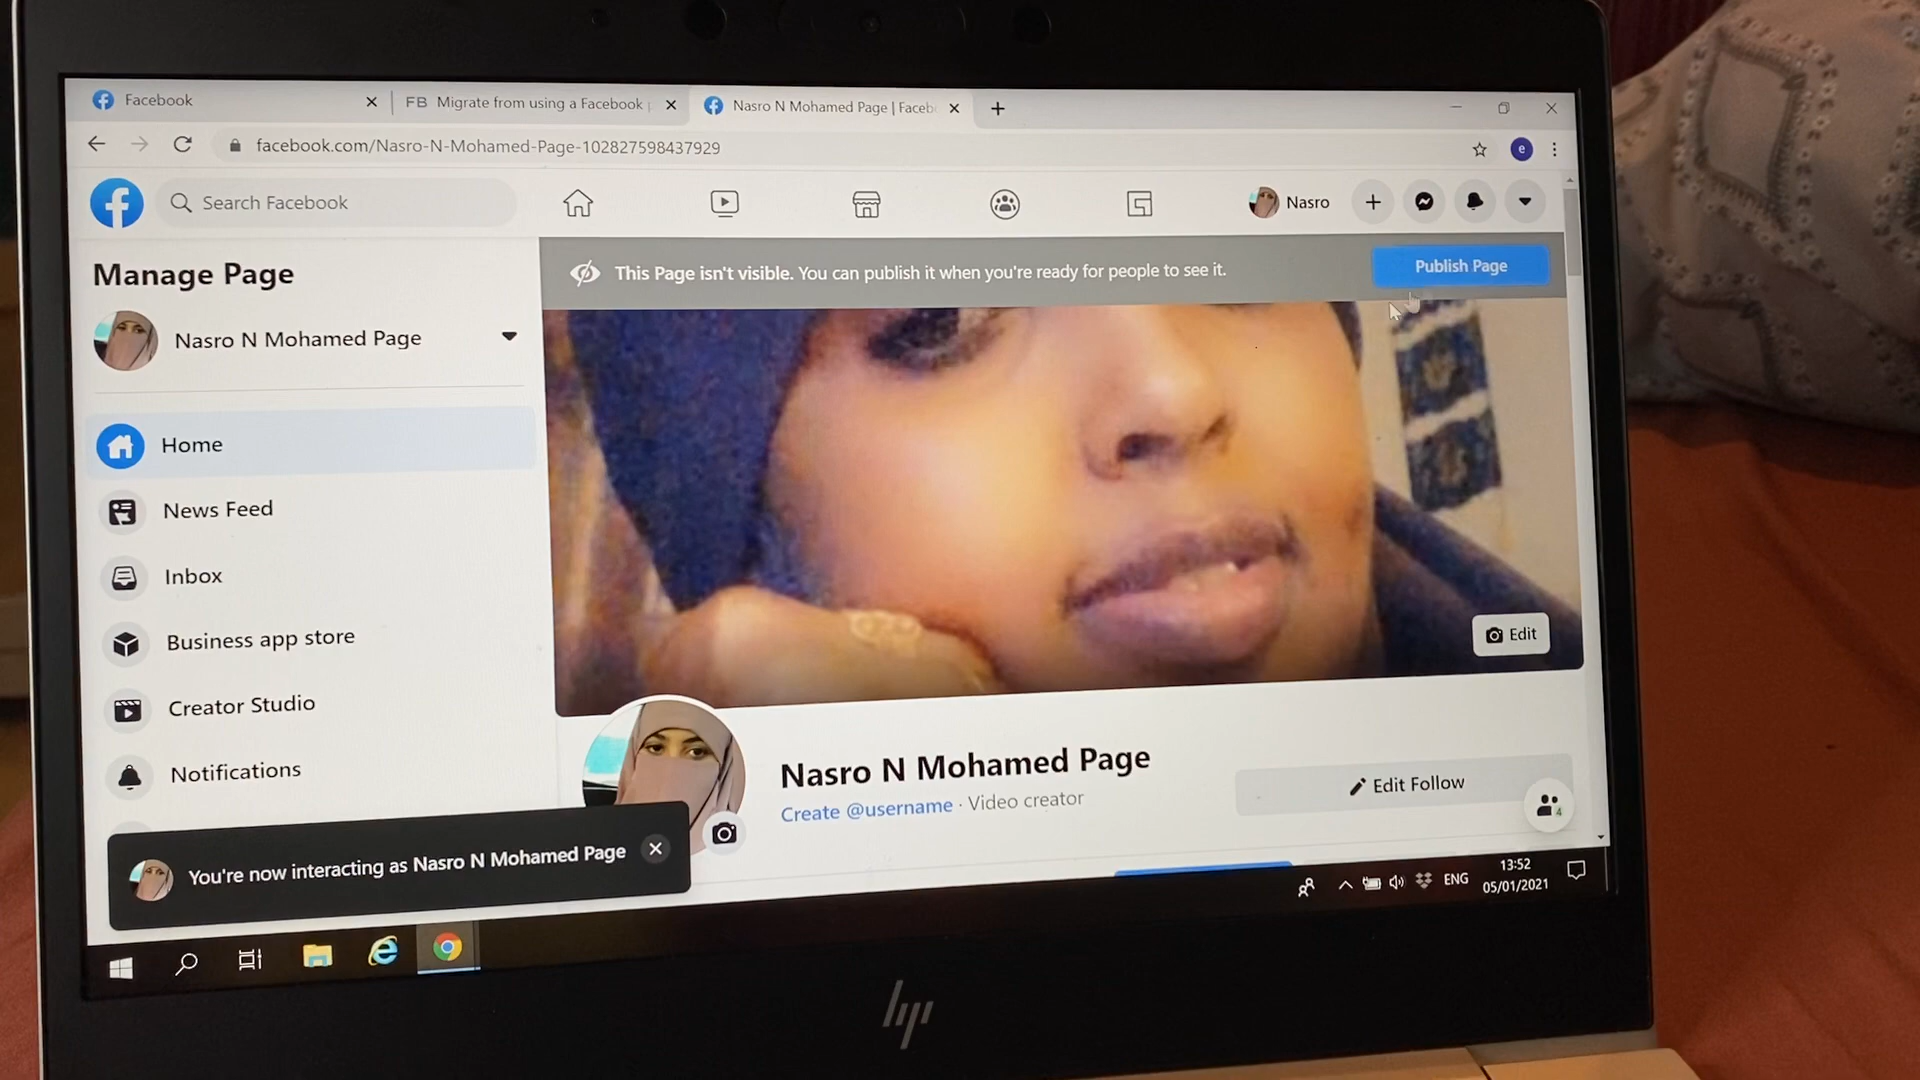 Facebook
FB Migrate from using a Facebook
Nasro N Mohamed Page | Faceb
facebook.com/Nasro-N-Mohamed-Page-102827598437929
e
Search Facebook
Nasro
Manage Page
Nasro N Mohamed Page
Home
News Feed
Inbox
Business app store
Creator Studio
Notifications
This Page isn't visible. You can publish it when you're ready for people to see it.
Publish Page
Edit
Nasro N Mohamed Page
Create @username · Video creator
Edit Follow
4
You're now interacting as Nasro N Mohamed Page
ENG
13:52
05/01/2021
hp